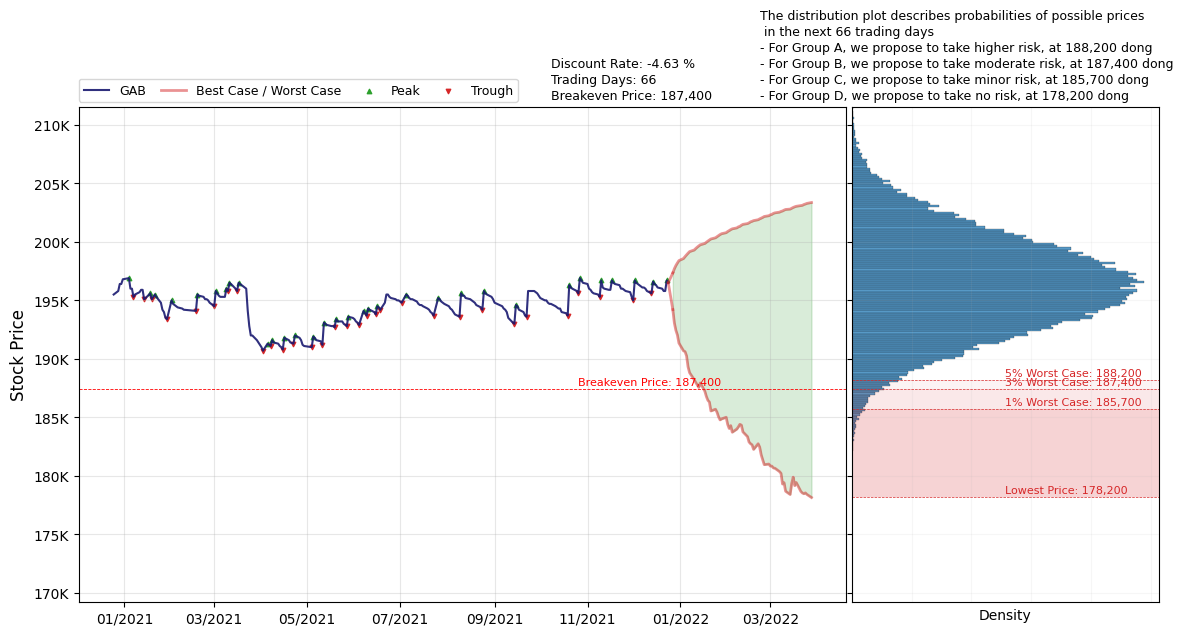 The distribution plot describes probabilities of possible prices
in the next 66 trading days
- For Group A, we propose to take higher risk, at 188,200 dong
- For Group B, we propose to take moderate risk, at 187,400 dong
- For Group C, we propose to take minor risk, at 185,700 dong
- For Group D, we propose to take no risk, at 178,200 dong
Discount Rate: -4.63 %
Trading Days: 66
Breakeven Price: 187,400
GAB
Best Case / Worst Case
Peak
Trough
Stock Price
210K
205K
200K
195K
190K
185K
180K
175K
170K
Breakeven Price: 187,400
5% Worst Case: 188,200
3% Worst Case: 187,400
1% Worst Case: 185,700
Lowest Price: 178,200
01/2021
03/2021
05/2021
07/2021
09/2021
11/2021
01/2022
03/2022
Density